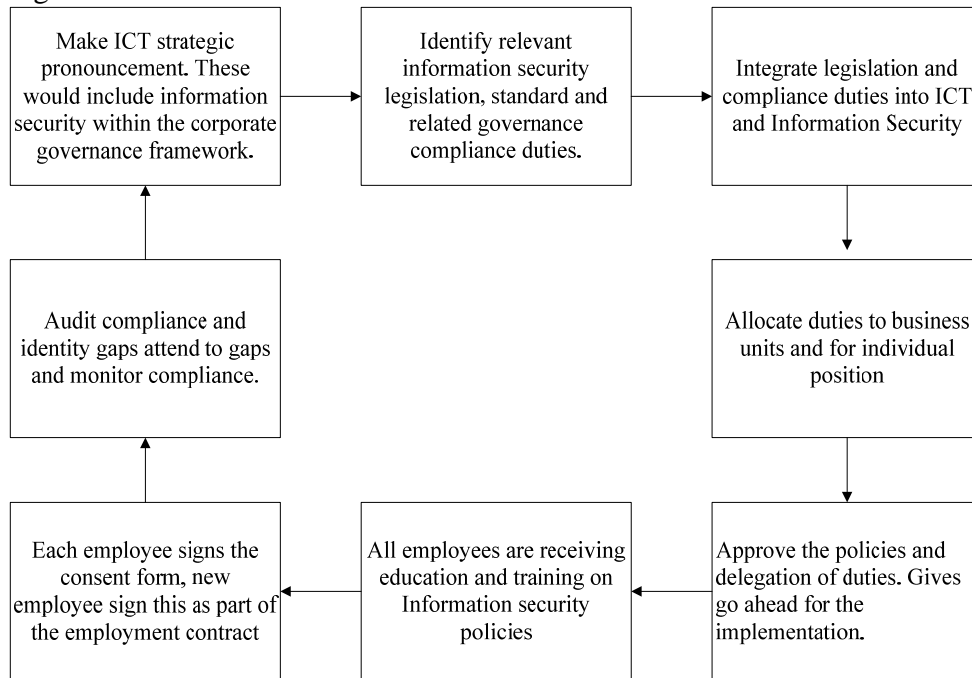 Make ICT strategic
pronouncement. These
would include information
security within the corporate
governance framework.
Identify relevant
information security
legislation, standard and
related governance
compliance duties.
Integrate legislation and
compliance duties into ICT
and Information Security
Allocate duties to business
units and for individual
position
Approve the policies and
delegation of duties. Gives
go ahead for the
implementation.
All employees are receiving
education and training on
Information security
policies
Each employee signs the
consent form, new
employee sign this as part of
the employment contract
Audit compliance and
identity gaps attend to gaps
and monitor compliance.